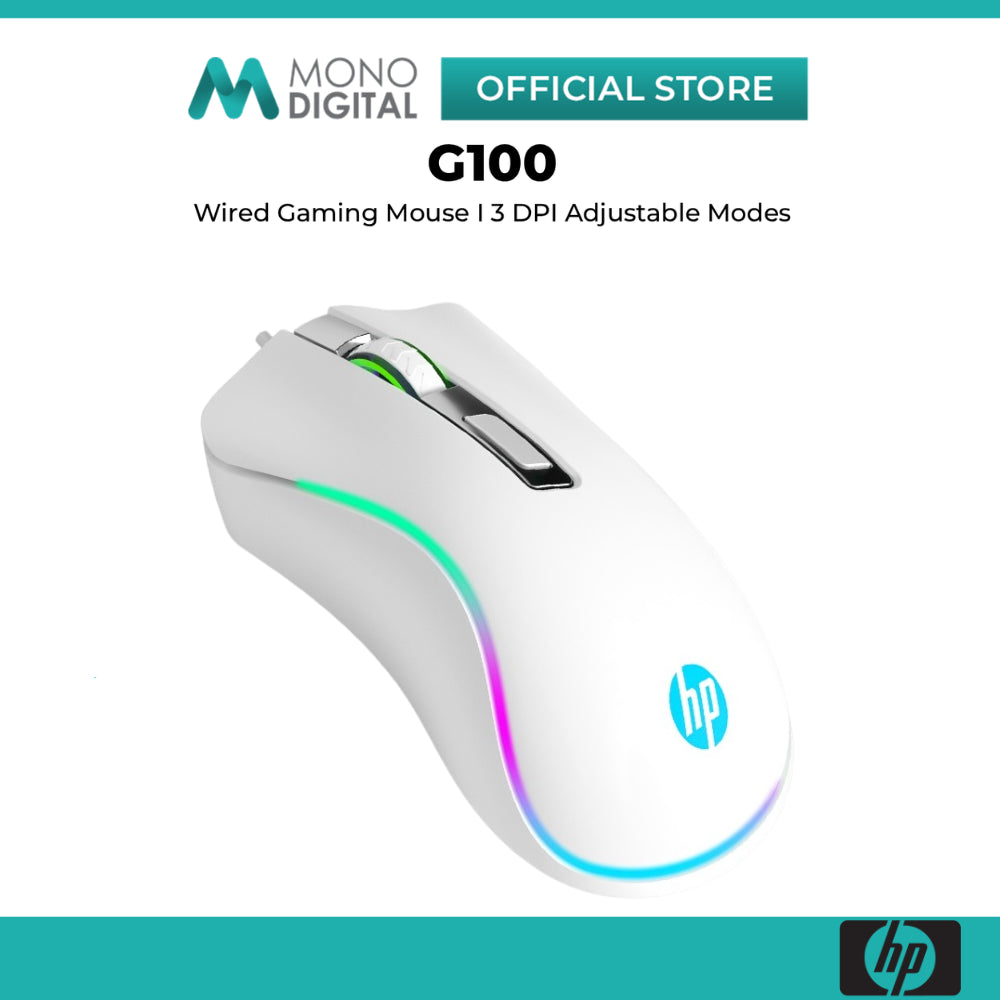 MONO
DIGITAL
OFFICIAL STORE
G100
Wired Gaming Mouse I 3 DPI Adjustable Modes
hp
hp